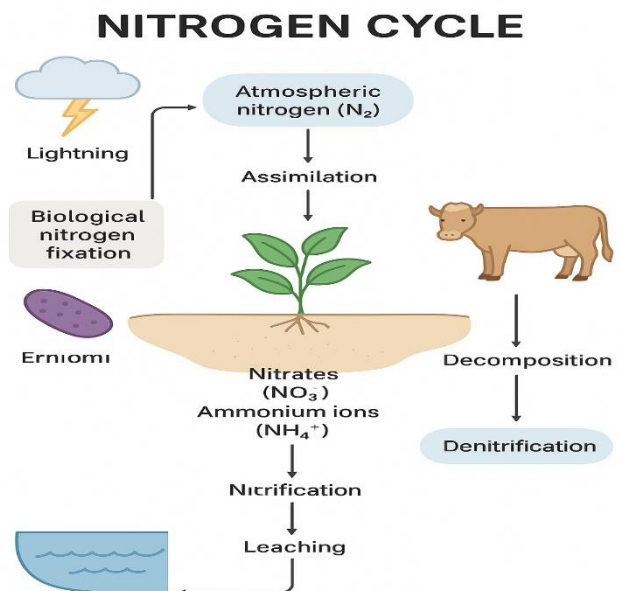 NITROGEN CYCLE
Lightning
Atmospheric
nitrogen (N₂)
Assimilation
Biological
nitrogen
fixation
Ernıomı
Nitrates
(NO₃⁻)
Ammonium ions
(NH₄⁺)
Nitrification
Leaching
Decomposition
Denitrification